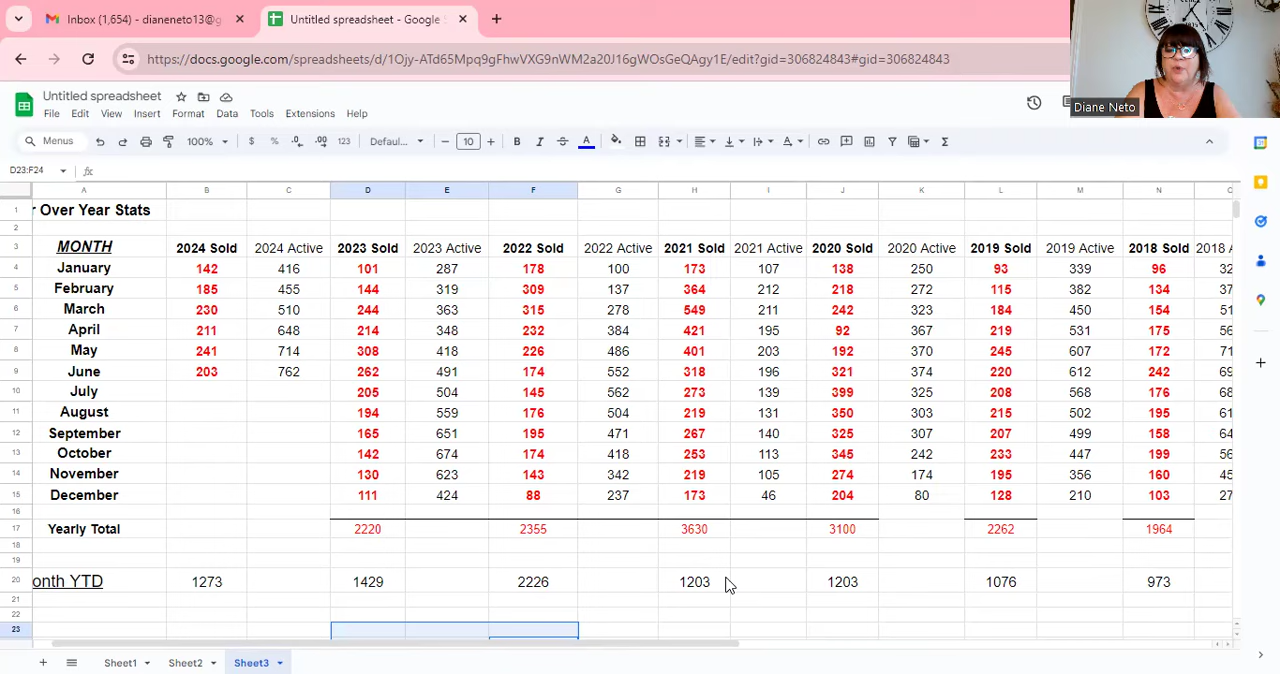 Inbox (1,654) - dianeneto13@g
Untitled spreadsheet - Google S
https://docs.google.com/spreadsheets/d/1Ojy-ATd65Mpq9gFhwVXG9nWM2a20J16gWOsGeQAgy1E/edit?gid=306824843#gid=306824843
Diane Neto
Untitled spreadsheet
File Edit View Insert Format Data Tools Extensions Help
Menus 100% $ % .0 .00 123 Defaul... − 10 + B I S A
D23:F24 fx
A B C D E F G H I J K L M N
1 r Over Year Stats
2
3 MONTH 2024 Sold 2024 Active 2023 Sold 2023 Active 2022 Sold 2022 Active 2021 Sold 2021 Active 2020 Sold 2020 Active 2019 Sold 2019 Active 2018 Sold 2018 A
4 January 142 416 101 287 178 100 173 107 138 250 93 339 96 32
5 February 185 455 144 319 309 137 364 212 218 272 115 382 134 37
6 March 230 510 244 363 315 278 549 211 242 323 184 450 154 51
7 April 211 648 214 348 232 384 421 195 92 367 219 531 175 56
8 May 241 714 308 418 226 486 401 203 192 370 245 607 172 62
9 June 203 762 262 491 174 552 318 196 321 374 220 612 242 69
10 July 205 504 145 562 273 139 399 325 208 568 176 68
11 August 194 559 176 504 219 131 350 303 215 502 195 61
12 September 165 651 195 471 267 140 325 307 207 499 158 64
13 October 142 674 174 418 253 113 345 242 233 447 199 56
14 November 130 623 143 342 219 105 274 174 195 356 160 45
15 December 111 424 88 237 173 46 204 80 128 210 103 27
16
17 Yearly Total 2220 2355 3630 3100 2262 1964
18
19
20 onth YTD 1273 1429 2226 1203 1203 1076 973
21
22
23
Sheet1 Sheet2 Sheet3